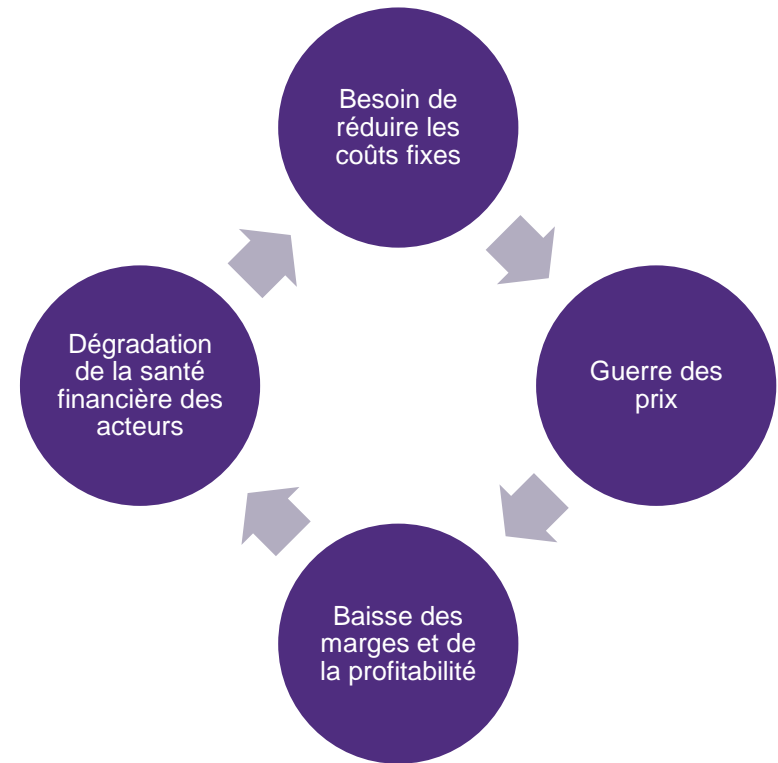 Besoin de
réduire les
coûts fixes
Guerre des
prix
Baisse des
marges et de
la profitabilité
Dégradation
de la santé
financière des
acteurs